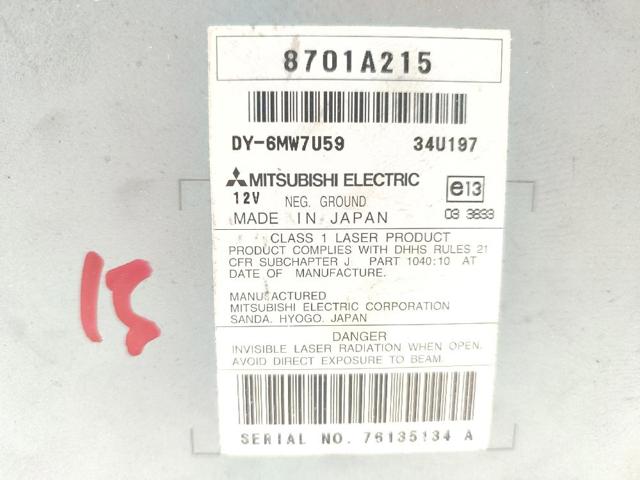 8701A215
DY-6MW7U59 34U197
MITSUBISHI ELECTRIC
12V NEG. GROUND e13
MADE IN JAPAN 03 3833
CLASS 1 LASER PRODUCT
PRODUCT COMPLIES WITH DHHS RULES 21
CFR SUBCHAPTER J, PART 1040:10 AT
DATE OF MANUFACTURE.
MANUFACTURED
MITSUBISHI ELECTRIC CORPORATION
SANDA. HYOGO. JAPAN
DANGER
INVISIBLE LASER RADIATION WHEN OPEN.
AVOID DIRECT EXPOSURE TO BEAM.
SERIAL NO. 76135134 A
15